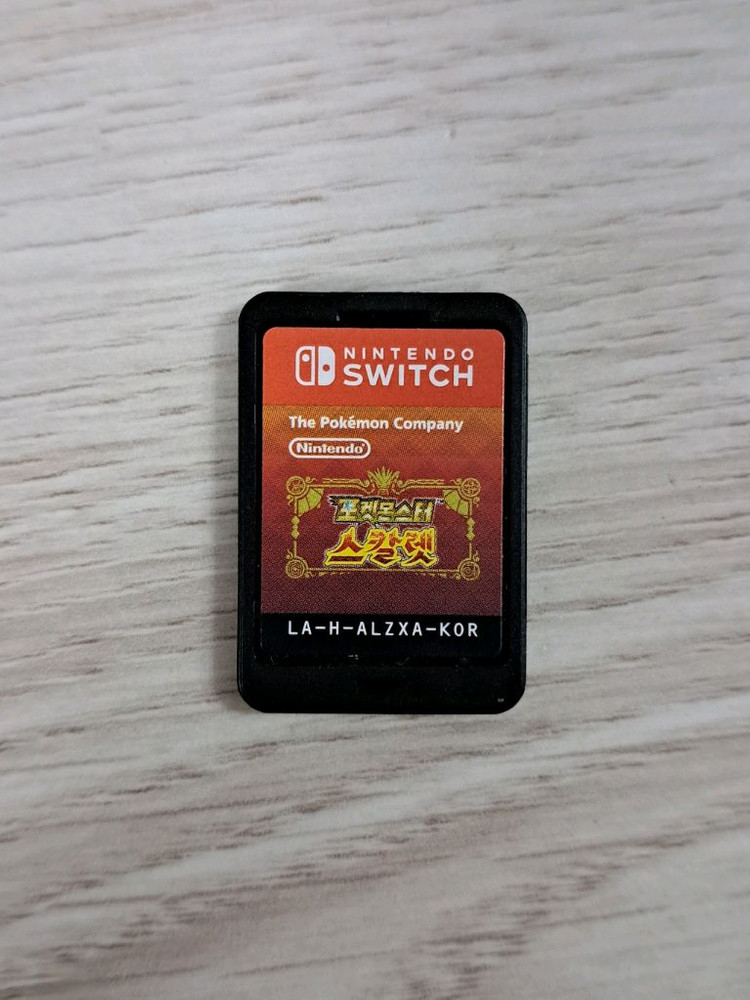 NINTENDO
SWITCH
The Pokémon Company
Nintendo
포켓몬스터
스칼렛
LA-H-ALZXA-KOR